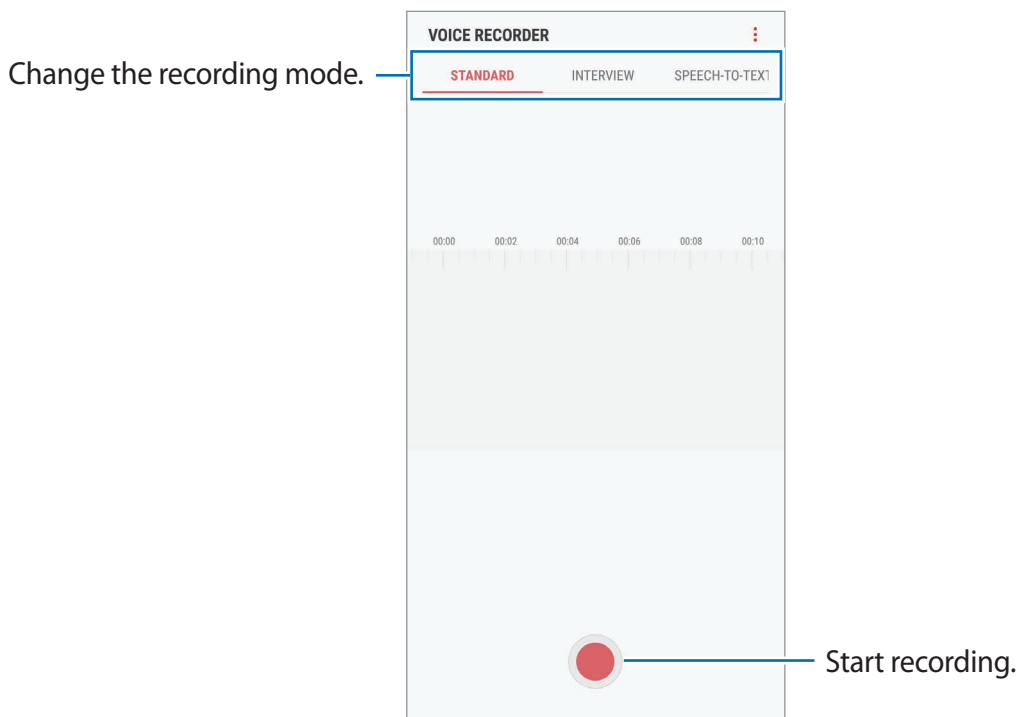 VOICE RECORDER
Change the recording mode.
STANDARD INTERVIEW SPEECH-TO-TEXT
00:00 00:02 00:04 00:06 00:08 00:10
Start recording.